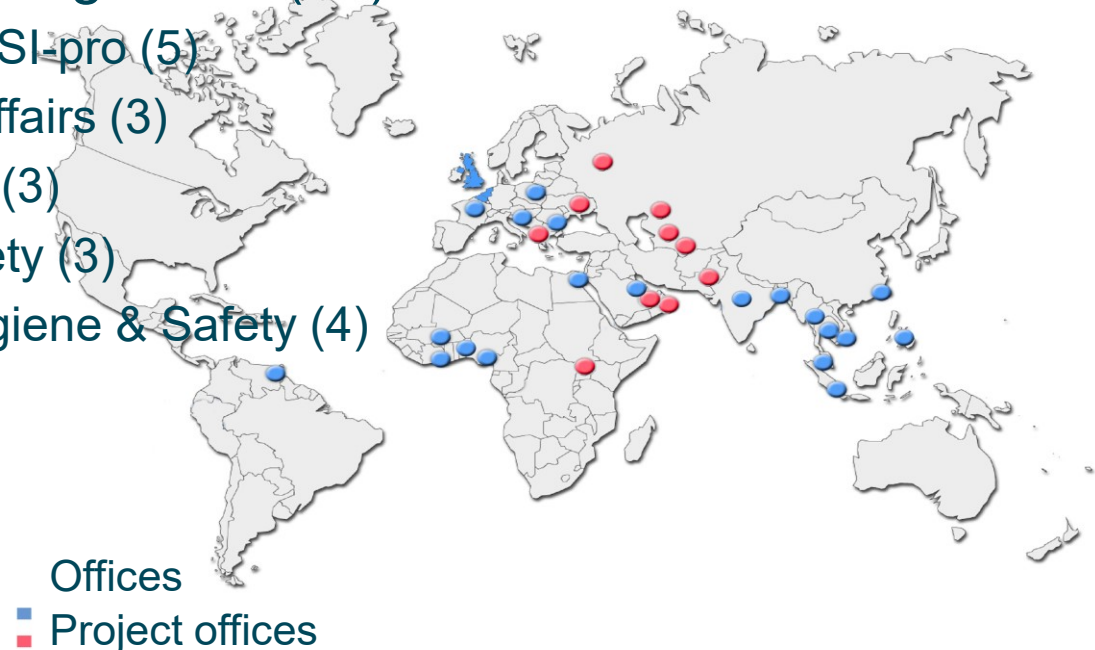 SI-pro (5)
ffairs (3)
(3)
ety (3)
giene & Safety (4)
Offices
Project offices